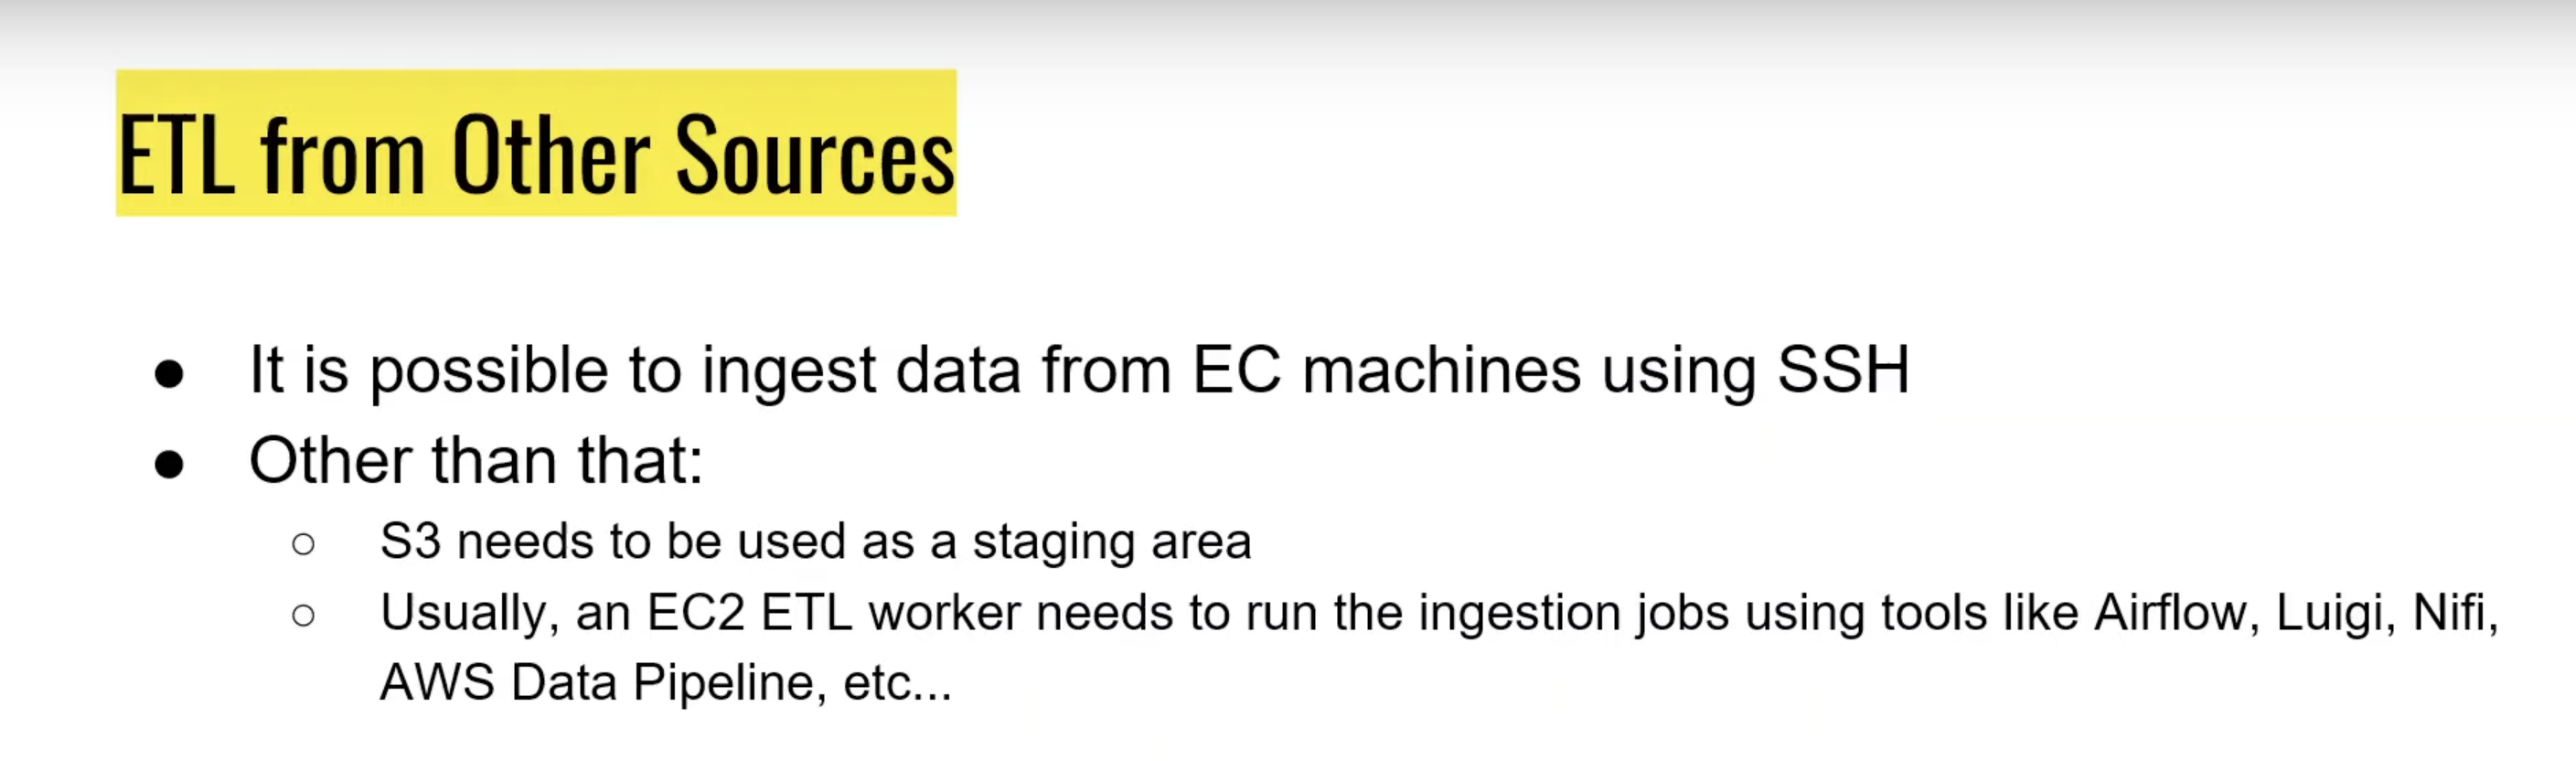 ETL from Other Sources
● It is possible to ingest data from EC machines using SSH
● Other than that:
○ S3 needs to be used as a staging area
○ Usually, an EC2 ETL worker needs to run the ingestion jobs using tools like Airflow, Luigi, Nifi,
AWS Data Pipeline, etc...